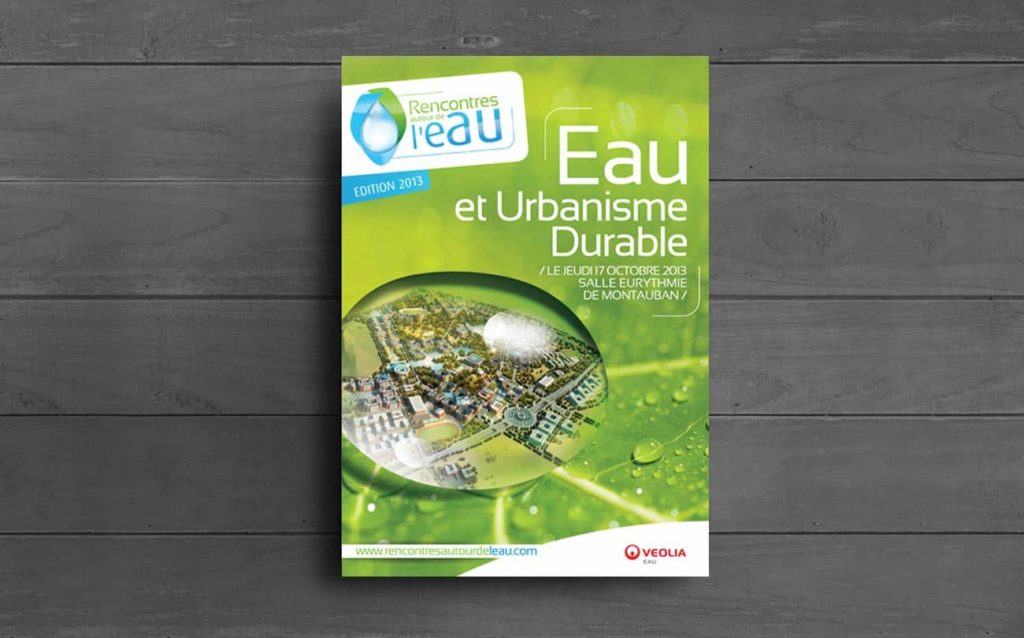 Rencontres
autour de
l'eau
EDITION 2013
Eau
et Urbanisme
Durable
/ LE JEUDI 17 OCTOBRE 2013
SALLE EURYTHMIE
DE MONTAUBAN /
www.rencontresautourdeleau.com
VEOLIA
EAU